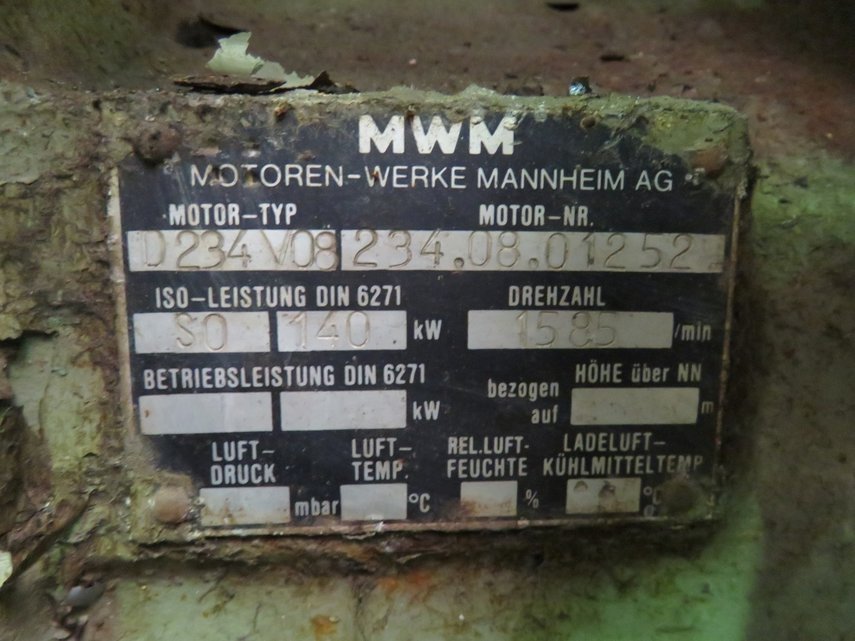 MWM
MOTOREN-WERKE MANNHEIM AG
MOTOR-TYP MOTOR-NR.
D234V08 234.08.01252
ISO-LEISTUNG DIN 6271 DREHZAHL
SO 140 kW 1585 /min
BETRIEBSLEISTUNG DIN 6271 bezogen auf HÖHE über NN
kW m
LUFT- LUFT- REL.LUFT- LADELUFT-
DRUCK TEMP. FEUCHTE KÜHLMITTELTEMP.
mbar °C % °C